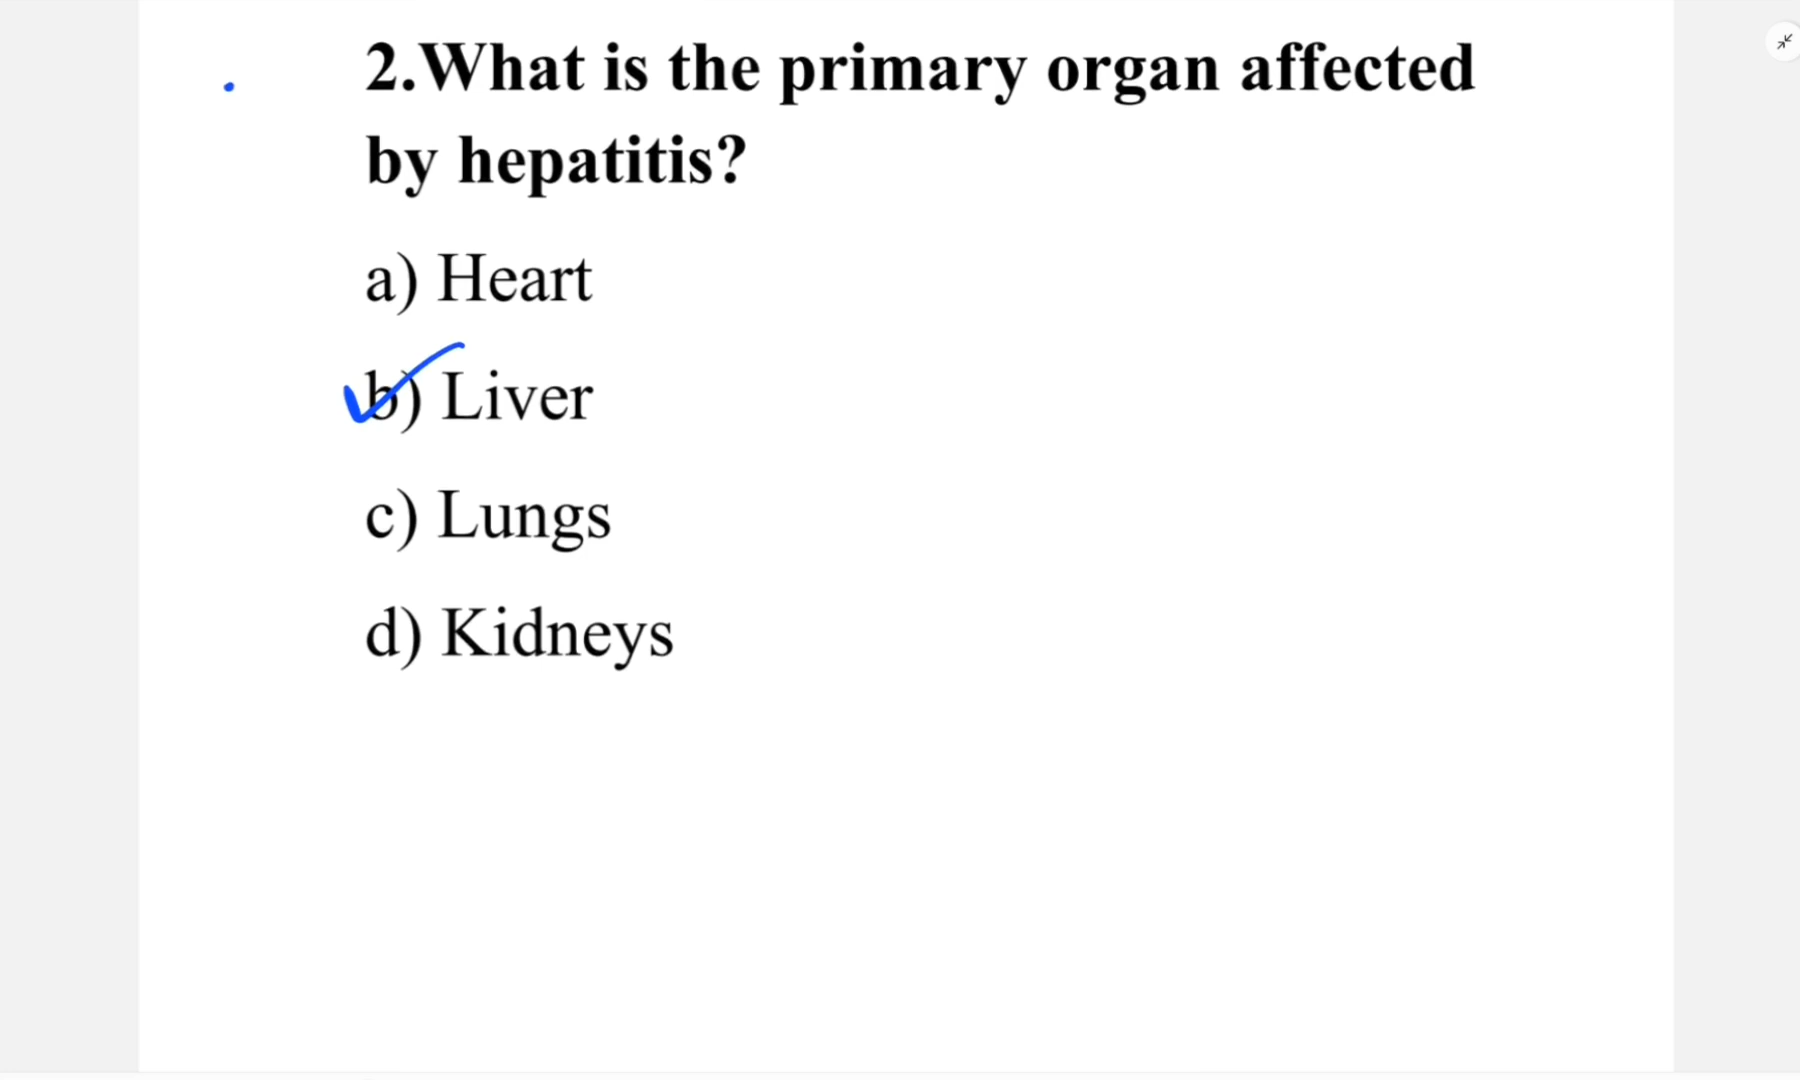 2.What is the primary organ affected
by hepatitis?
a) Heart
b) Liver
c) Lungs
d) Kidneys